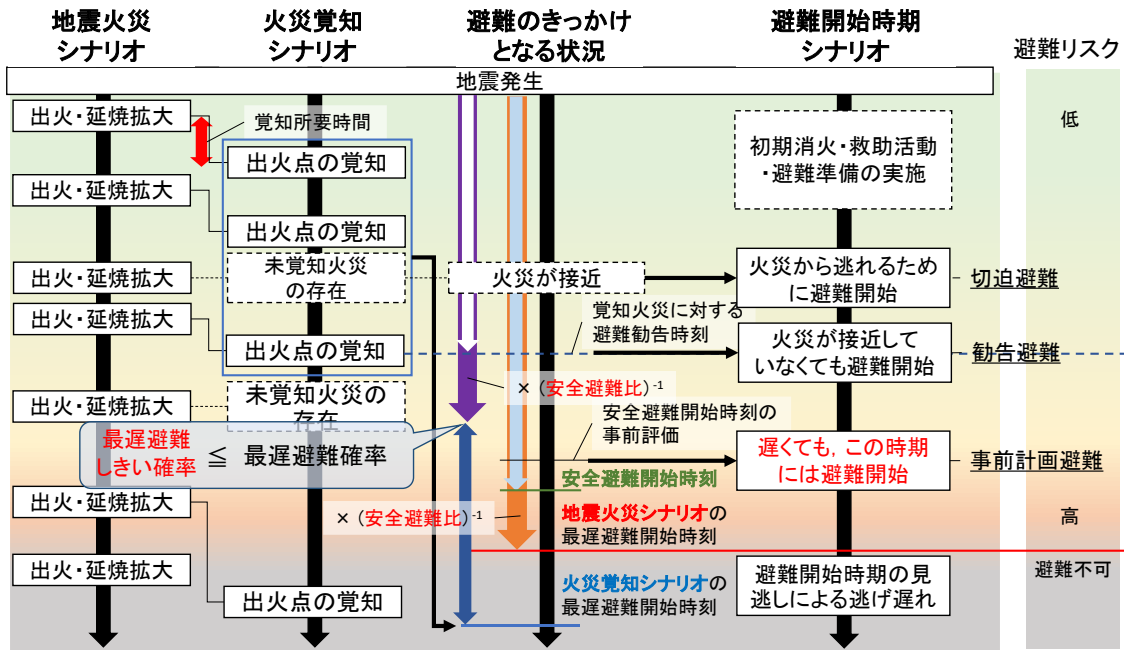 地震火災
シナリオ
火災覚知
シナリオ
避難のきっかけ
となる状況
避難開始時期
シナリオ
避難リスク
地震発生
出火・延焼拡大
覚知所要時間
低
初期消火・救助活動
・避難準備の実施
出火点の覚知
出火・延焼拡大
出火点の覚知
出火・延焼拡大
未覚知火災
の存在
火災が接近
火災から逃れるため
に避難開始
切迫避難
出火・延焼拡大
覚知火災に対する
避難勧告時刻
出火点の覚知
火災が接近して
いなくても避難開始
勧告避難
×(安全避難比)-1
出火・延焼拡大
未覚知火災の
存在
安全避難開始時刻の
事前評価
最遅避難
しきい確率
≦ 最遅避難確率
遅くても，この時期
には避難開始
事前計画避難
安全避難開始時刻
出火・延焼拡大
×(安全避難比)-1
地震火災シナリオの
最遅避難開始時刻
高
出火・延焼拡大
避難不可
出火点の覚知
火災覚知シナリオの
最遅避難開始時刻
避難開始時期の見
逃しによる逃げ遅れ